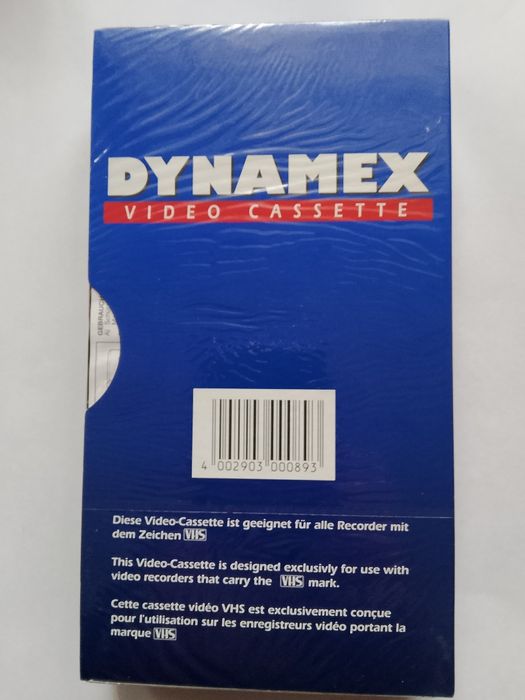 DYNAMEX
VIDEO CASSETTE
GEBRAUCH
4 002903 000893
Diese Video-Cassette ist geeignet für alle Recorder mit
dem Zeichen VHS
This Video-Cassette is designed exclusivly for use with
video recorders that carry the VHS mark.
Cette cassette vidéo VHS est exclusivement conçue
pour l'utilisation sur les enregistreurs vidéo portant la
marque VHS